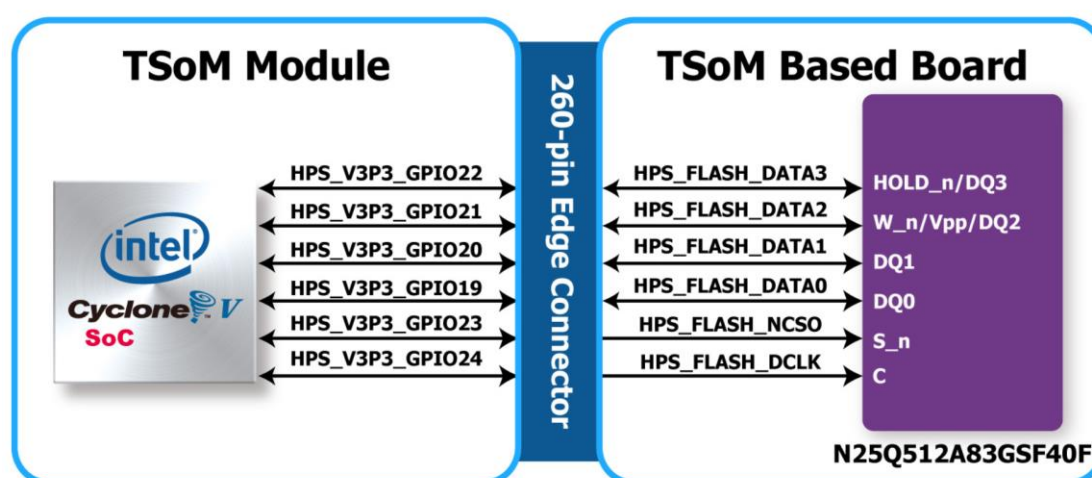 TSoM Module
TSoM Based Board
260-pin Edge Connector
HPS_V3P3_GPIO22
HPS_V3P3_GPIO21
HPS_V3P3_GPIO20
HPS_V3P3_GPIO19
HPS_V3P3_GPIO23
HPS_V3P3_GPIO24
intel
Cyclone™ V
SoC
HPS_FLASH_DATA3
HPS_FLASH_DATA2
HPS_FLASH_DATA1
HPS_FLASH_DATA0
HPS_FLASH_NCSO
HPS_FLASH_DCLK
HOLD_n/DQ3
W_n/Vpp/DQ2
DQ1
DQ0
S_n
C
N25Q512A83GSF40F